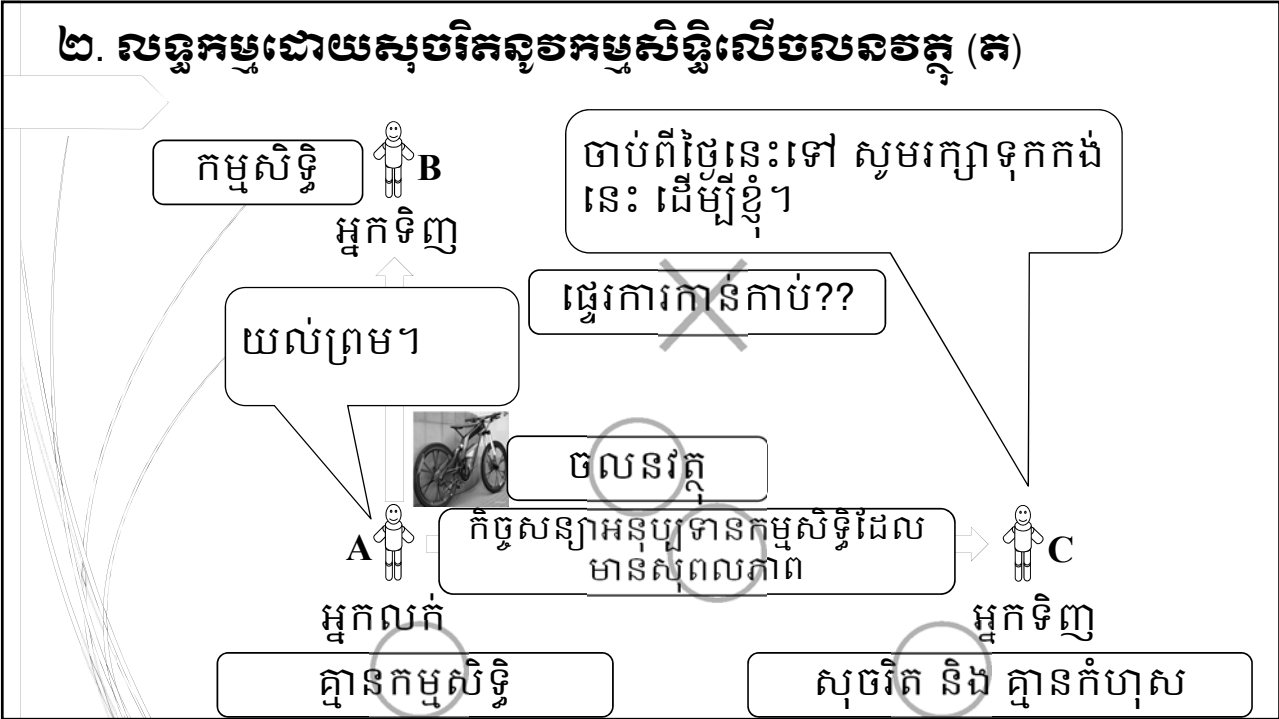 ២. លទ្ធកម្មដោយសុចរិតនូវកម្មសិទ្ធិលើចលនវត្ថុ (ត)
កម្មសិទ្ធិ
B
អ្នកទិញ
ចាប់ពីថ្ងៃនេះទៅ សូមរក្សាទុកកង់
នេះ ដើម្បីខ្ញុំ។
ផ្ទេរការកាន់កាប់??
យល់ព្រម។
ចលនវត្ថុ
A
កិច្ចសន្យាអនុប្បទានកម្មសិទ្ធិដែល
មានសុពលភាព
C
អ្នកលក់
អ្នកទិញ
គ្មានកម្មសិទ្ធិ
សុចរិត និង គ្មានកំហុស